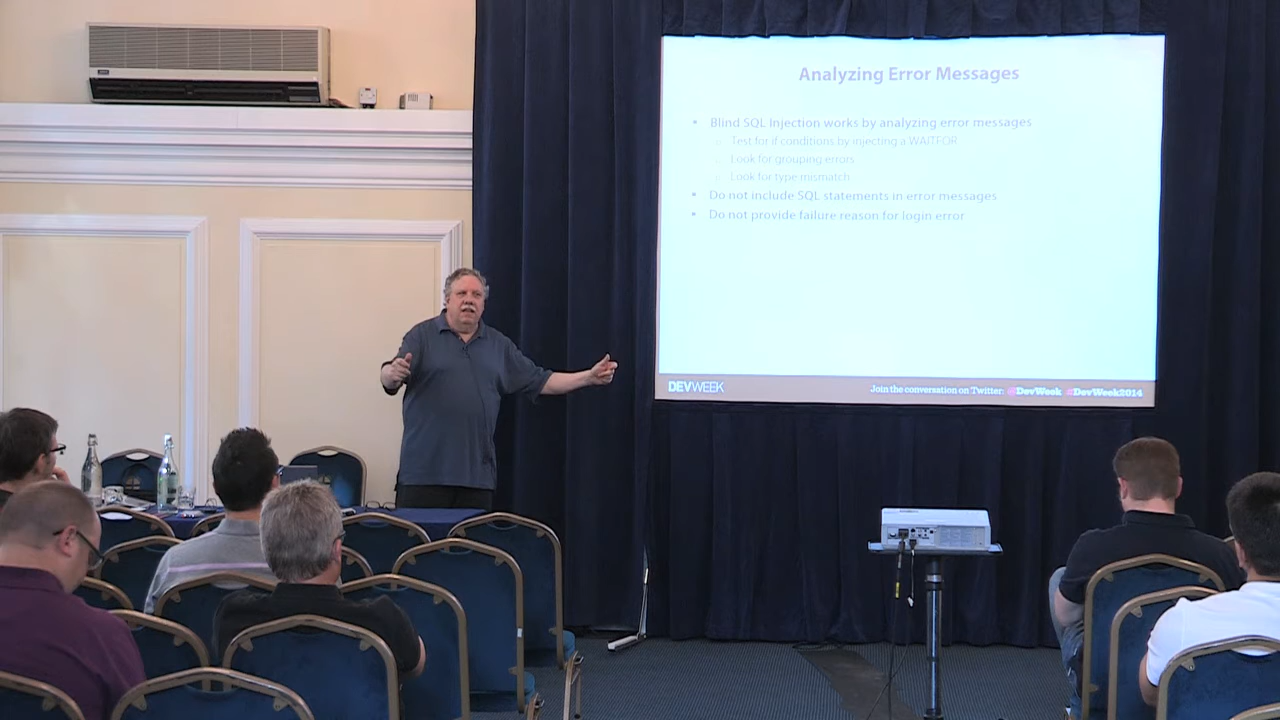 Analyzing Error Messages
Blind SQL Injection works by analyzing error messages
Test for if conditions by injecting a WAITFOR
Look for grouping errors
Look for type mismatch
Do not include SQL statements in error messages
Do not provide failure reason for login error
DEVWEEK
Join the conversation on Twitter: @DevWeek #DevWeek2014